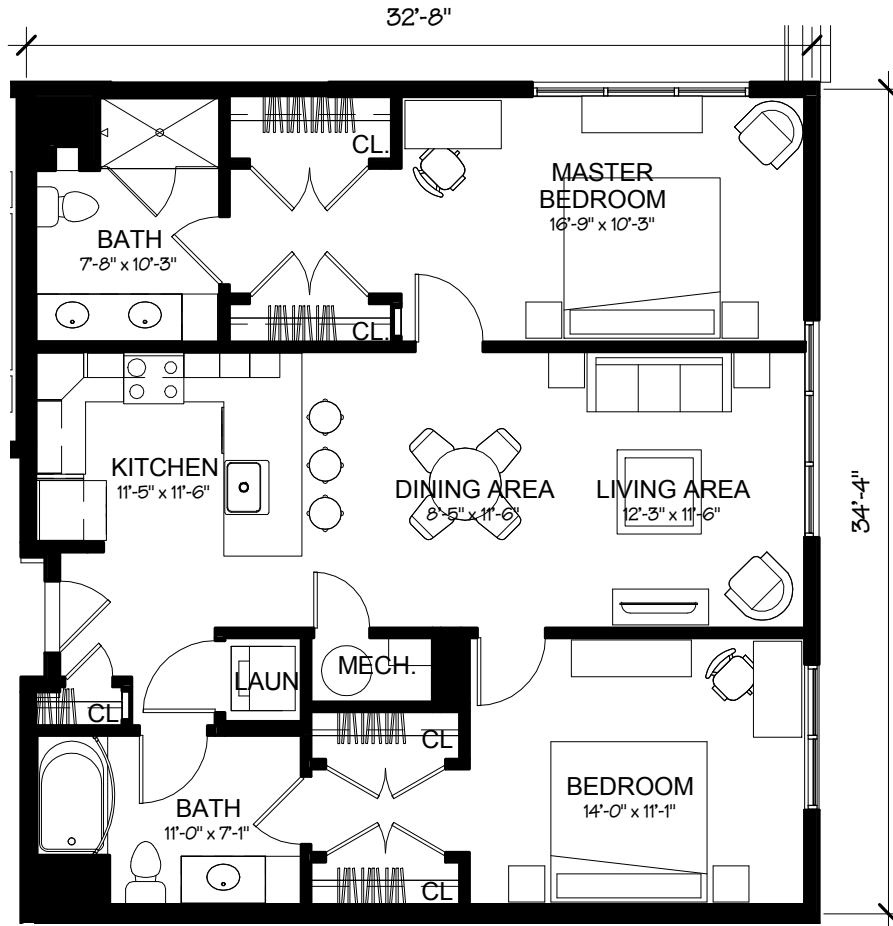 32'-8"
CL.
MASTER
BEDROOM
16'-9" x 10'-3"
BATH
7'-8" x 10'-3"
CL.
KITCHEN
11'-5" x 11'-6"
DINING AREA
8'-5" x 11'-6"
LIVING AREA
12'-3" x 11'-6"
34'-4"
MECH.
LAUN
CL
CL
BEDROOM
14'-0" x 11'-1"
BATH
11'-0" x 7'-1"
CL